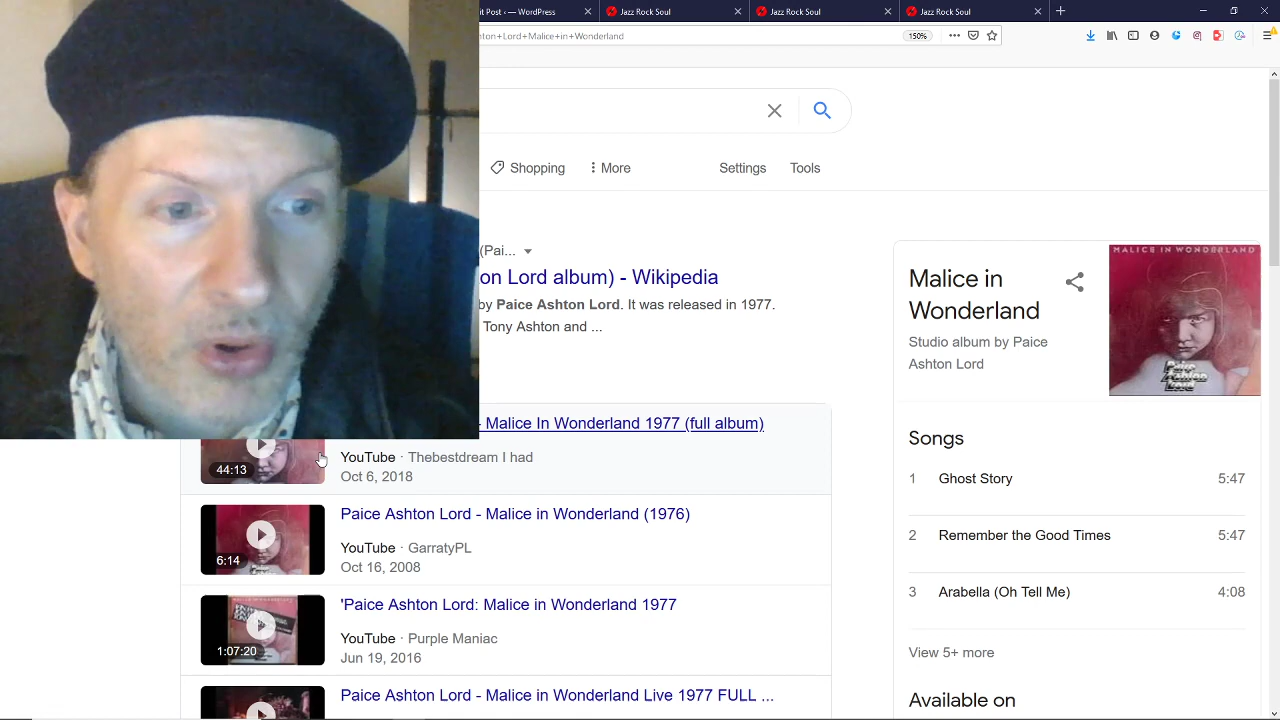 it Post ‹ — WordPress
Jazz Rock Soul
Jazz Rock Soul
Jazz Rock Soul
hton+Lord+Malice+in+Wonderland
150%
Shopping
More
Settings
Tools
(Pai...
on Lord album) - Wikipedia
by Paice Ashton Lord. It was released in 1977.
Tony Ashton and ...
- Malice In Wonderland 1977 (full album)
44:13
YouTube · Thebestdream I had
Oct 6, 2018
Paice Ashton Lord - Malice in Wonderland (1976)
6:14
YouTube · GarratyPL
Oct 16, 2008
'Paice Ashton Lord: Malice in Wonderland 1977
1:07:20
YouTube · Purple Maniac
Jun 19, 2016
Paice Ashton Lord - Malice in Wonderland Live 1977 FULL ...
Malice in
Wonderland
Studio album by Paice
Ashton Lord
MALICE IN WONDERLAND
Paice
Ashton
Lord
Songs
1 Ghost Story 5:47
2 Remember the Good Times 5:47
3 Arabella (Oh Tell Me) 4:08
View 5+ more
Available on